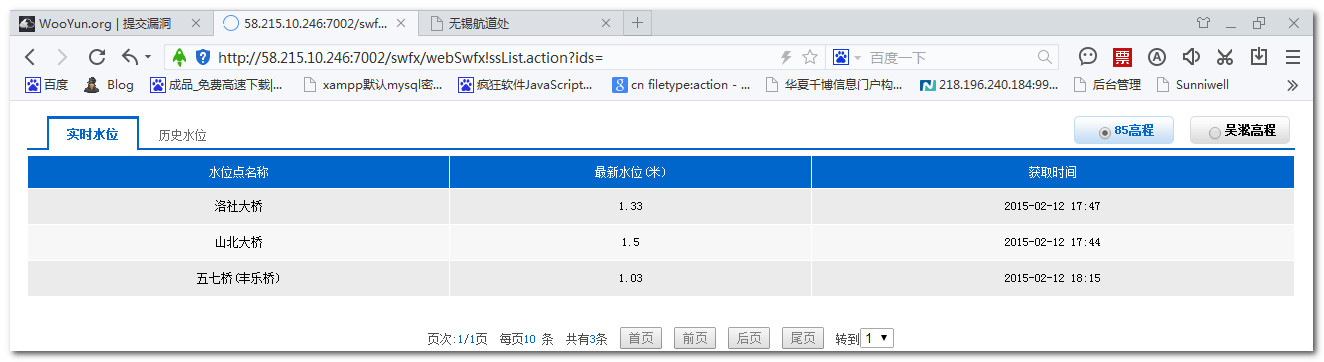 WooYun.org | 提交漏洞 58.215.10.246:7002/swf... 无锡航道处
http://58.215.10.246:7002/swfx/webSwfx!ssList.action?ids= 百度一下 票
百度 Blog 成品_免费高速下载|... xampp默认mysql密... 疯狂软件JavaScript... cn filetype:action - ... 华夏千博信息门户构... 218.196.240.184:99... 后台管理 Sunniwell
实时水位 历史水位 85高程 吴淞高程
水位点名称 最新水位(米) 获取时间
洛社大桥 1.33 2015-02-12 17:47
山北大桥 1.5 2015-02-12 17:44
五七桥(丰乐桥) 1.03 2015-02-12 18:15
页次:1/1页 每页10 条 共有3条 首页 前页 后页 尾页 转到 1